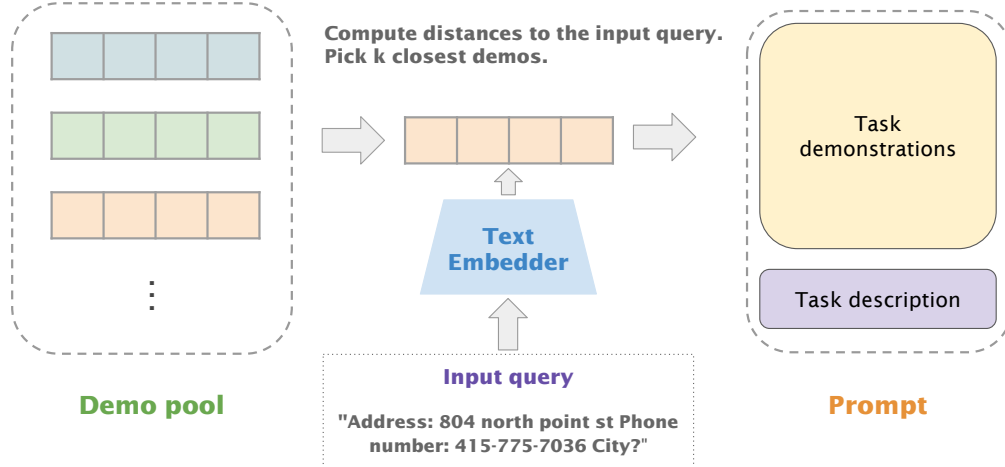 Compute distances to the input query.
Pick k closest demos.
Task
demonstrations
Text
Embedder
Task description
Input query
"Address: 804 north point st Phone
number: 415-775-7036 City?"
Demo pool
Prompt